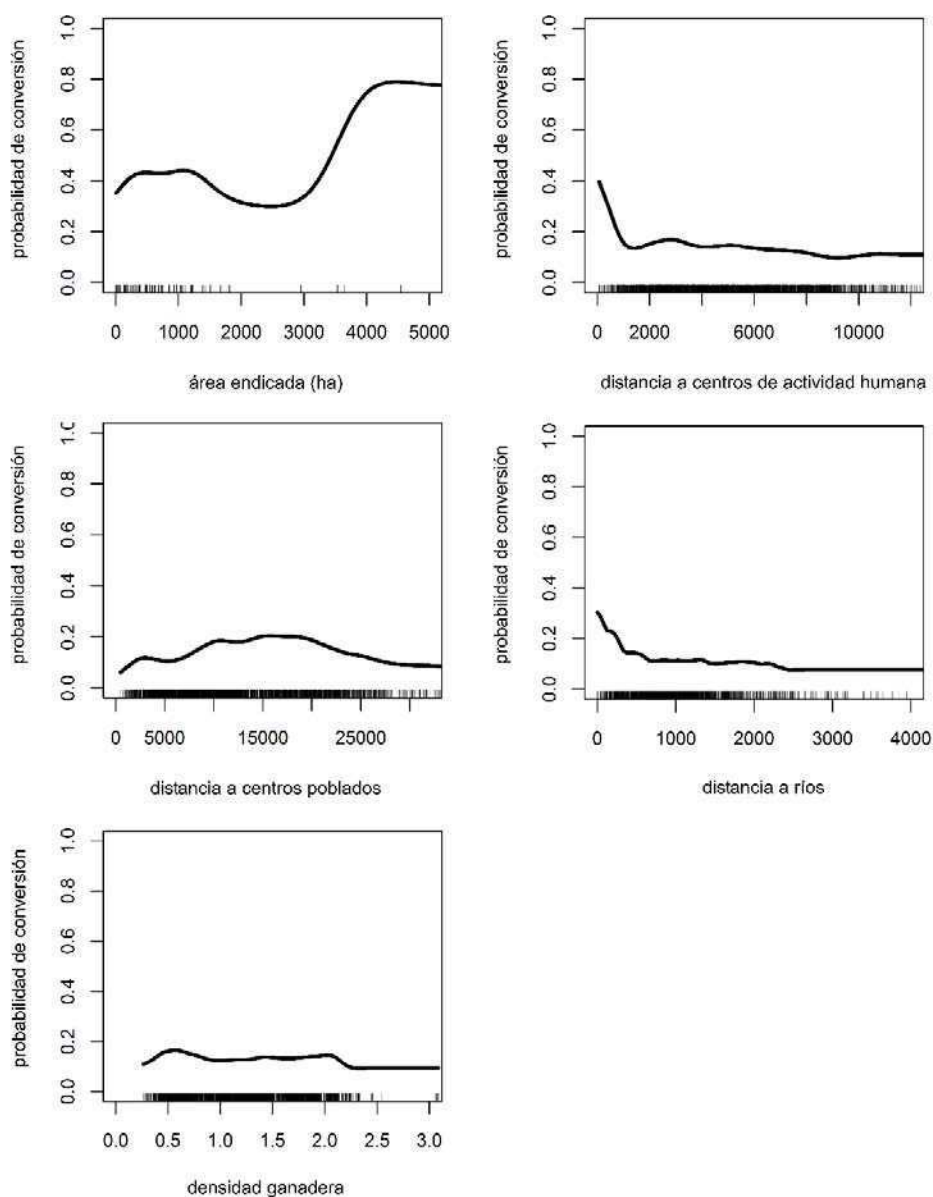 probabilidad de conversión
1.0
0.8
0.6
0.4
0.2
0.0
0 1000 2000 3000 4000 5000
área endicada (ha)
probabilidad de conversión
1.0
0.8
0.6
0.4
0.2
0.0
0 2000 6000 10000
distancia a centros de actividad humana
probabilidad de conversión
1.0
0.8
0.6
0.4
0.2
0.0
0 5000 15000 25000
distancia a centros poblados
probabilidad de conversión
1.0
0.8
0.6
0.4
0.2
0.0
0 1000 2000 3000 4000
distancia a ríos
probabilidad de conversión
1.0
0.8
0.6
0.4
0.2
0.0
0.0 0.5 1.0 1.5 2.0 2.5 3.0
densidad ganadera